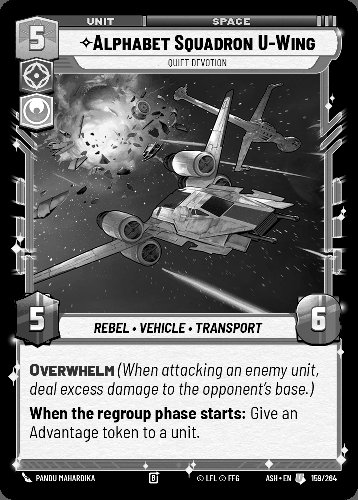 UNIT SPACE
5 ✧ALPHABET SQUADRON U-WING
QUIET DEVOTION
5 6
REBEL • VEHICLE • TRANSPORT
OVERWHELM (When attacking an enemy unit,
deal excess damage to the opponent's base.)
When the regroup phase starts: Give an
Advantage token to a unit.
PANDU MAHARDIKA 8 © LFL © FFG ASH • EN 159/264